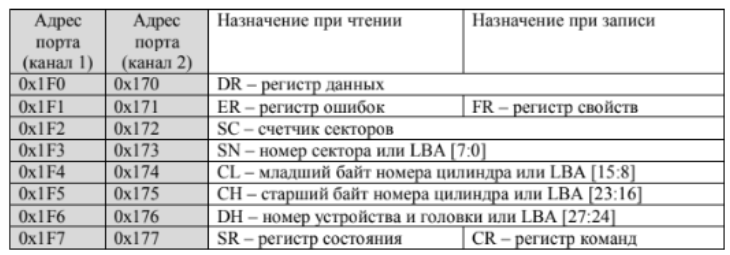 Адрес порта (канал 1) Адрес порта (канал 2) Назначение при чтении Назначение при записи
0x1F0 0x170 DR – регистр данных
0x1F1 0x171 ER – регистр ошибок FR – регистр свойств
0x1F2 0x172 SC – счетчик секторов
0x1F3 0x173 SN – номер сектора или LBA [7:0]
0x1F4 0x174 CL – младший байт номера цилиндра или LBA [15:8]
0x1F5 0x175 CH – старший байт номера цилиндра или LBA [23:16]
0x1F6 0x176 DH – номер устройства и головки или LBA [27:24]
0x1F7 0x177 SR – регистр состояния CR – регистр команд